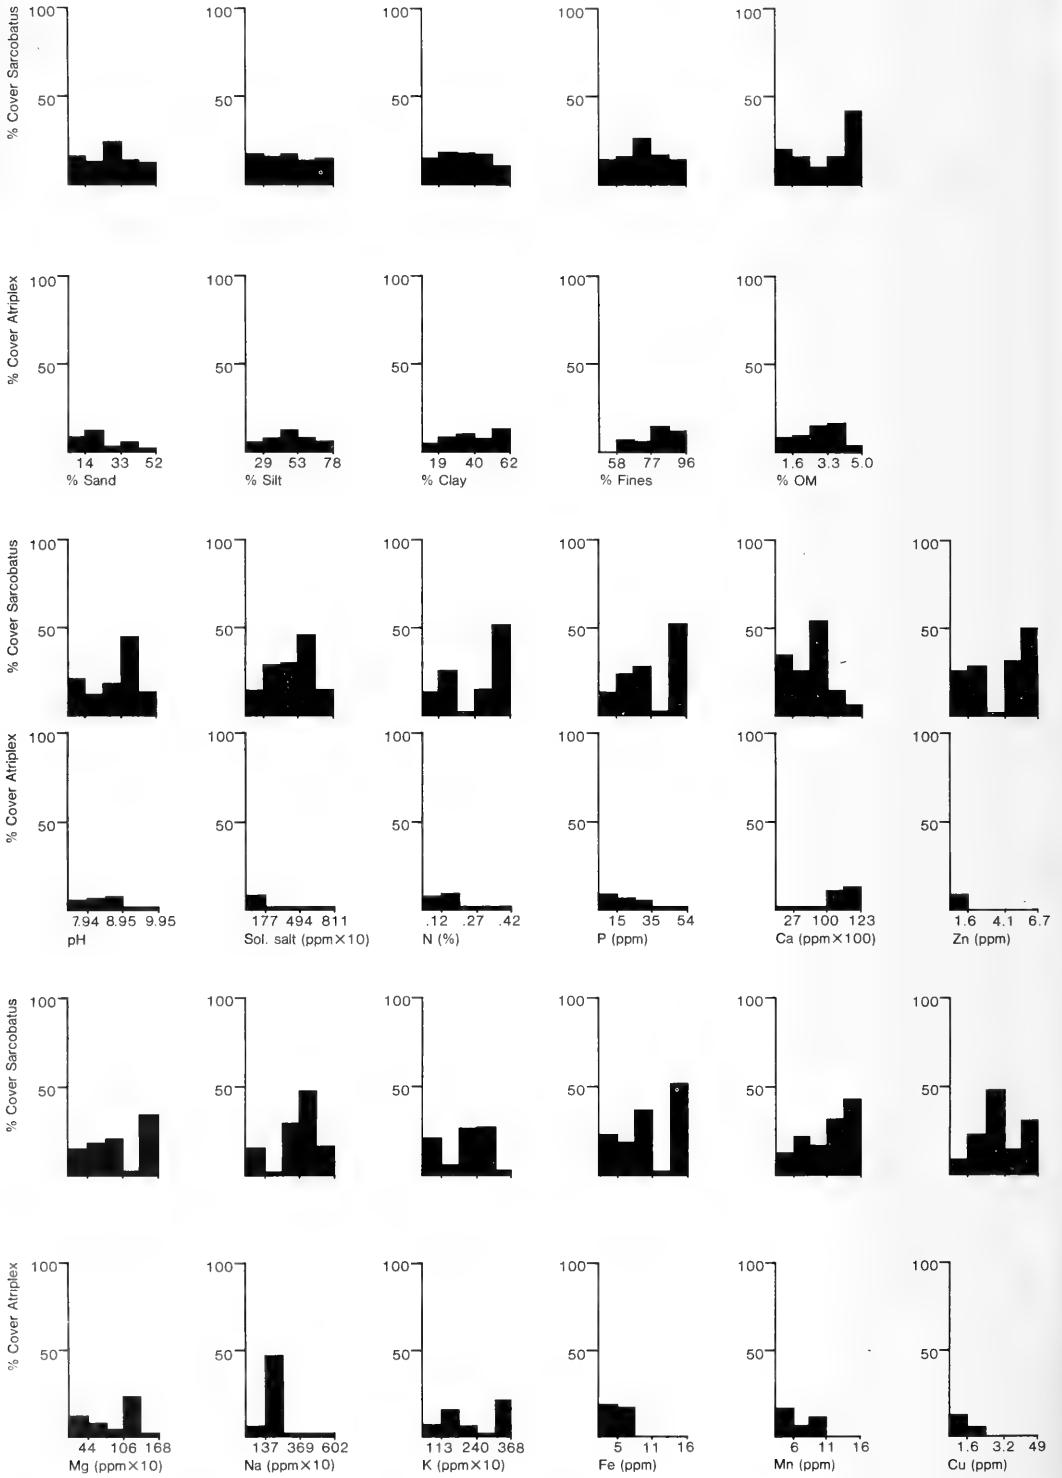 % Cover Sarcobatus
100 100 100 100 100
50 50 50 50 50
% Cover Atriplex
100 100 100 100 100
50 50 50 50 50
14 33 52 29 53 78 19 40 62 58 77 96 1.6 3.3 5.0
% Sand % Silt % Clay % Fines % OM
% Cover Sarcobatus
100 100 100 100 100 100
50 50 50 50 50 50
% Cover Atriplex
100 100 100 100 100 100
50 50 50 50 50 50
7.94 8.95 9.95 177 494 811 .12 .27 .42 15 35 54 27 100 123 1.6 4.1 6.7
pH Sol. salt (ppm×10) N (%) P (ppm) Ca (ppm×100) Zn (ppm)
% Cover Sarcobatus
100 100 100 100 100 100
50 50 50 50 50 50
% Cover Atriplex
100 100 100 100 100 100
50 50 50 50 50 50
44 106 168 137 369 602 113 240 368 5 11 16 6 11 16 1.6 3.2 49
Mg (ppm×10) Na (ppm×10) K (ppm×10) Fe (ppm) Mn (ppm) Cu (ppm)